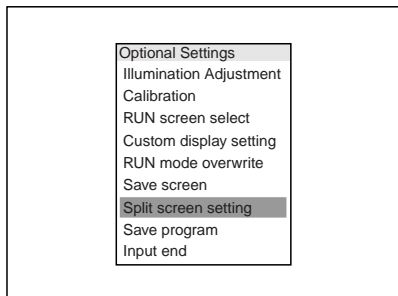 Optional Settings
Illumination Adjustment
Calibration
RUN screen select
Custom display setting
RUN mode overwrite
Save screen
Split screen setting
Save program
Input end